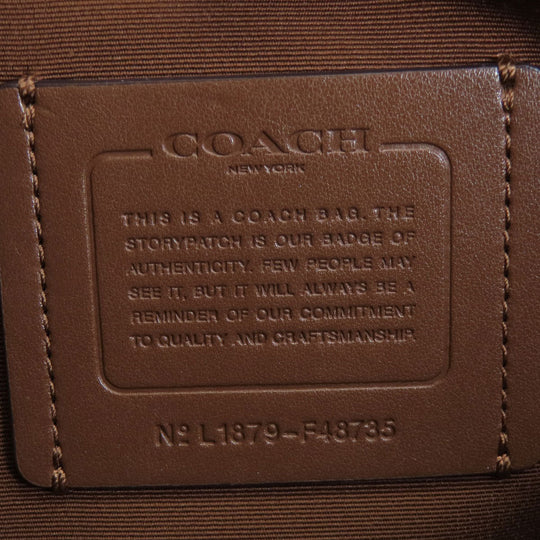 COACH
NEW YORK
THIS IS A COACH BAG. THE
STORYPATCH IS OUR BADGE OF
AUTHENTICITY. FEW PEOPLE MAY
SEE IT, BUT IT WILL ALWAYS BE A
REMINDER OF OUR COMMITMENT
TO QUALITY AND CRAFTSMANSHIP.
Nº L1879-F48735